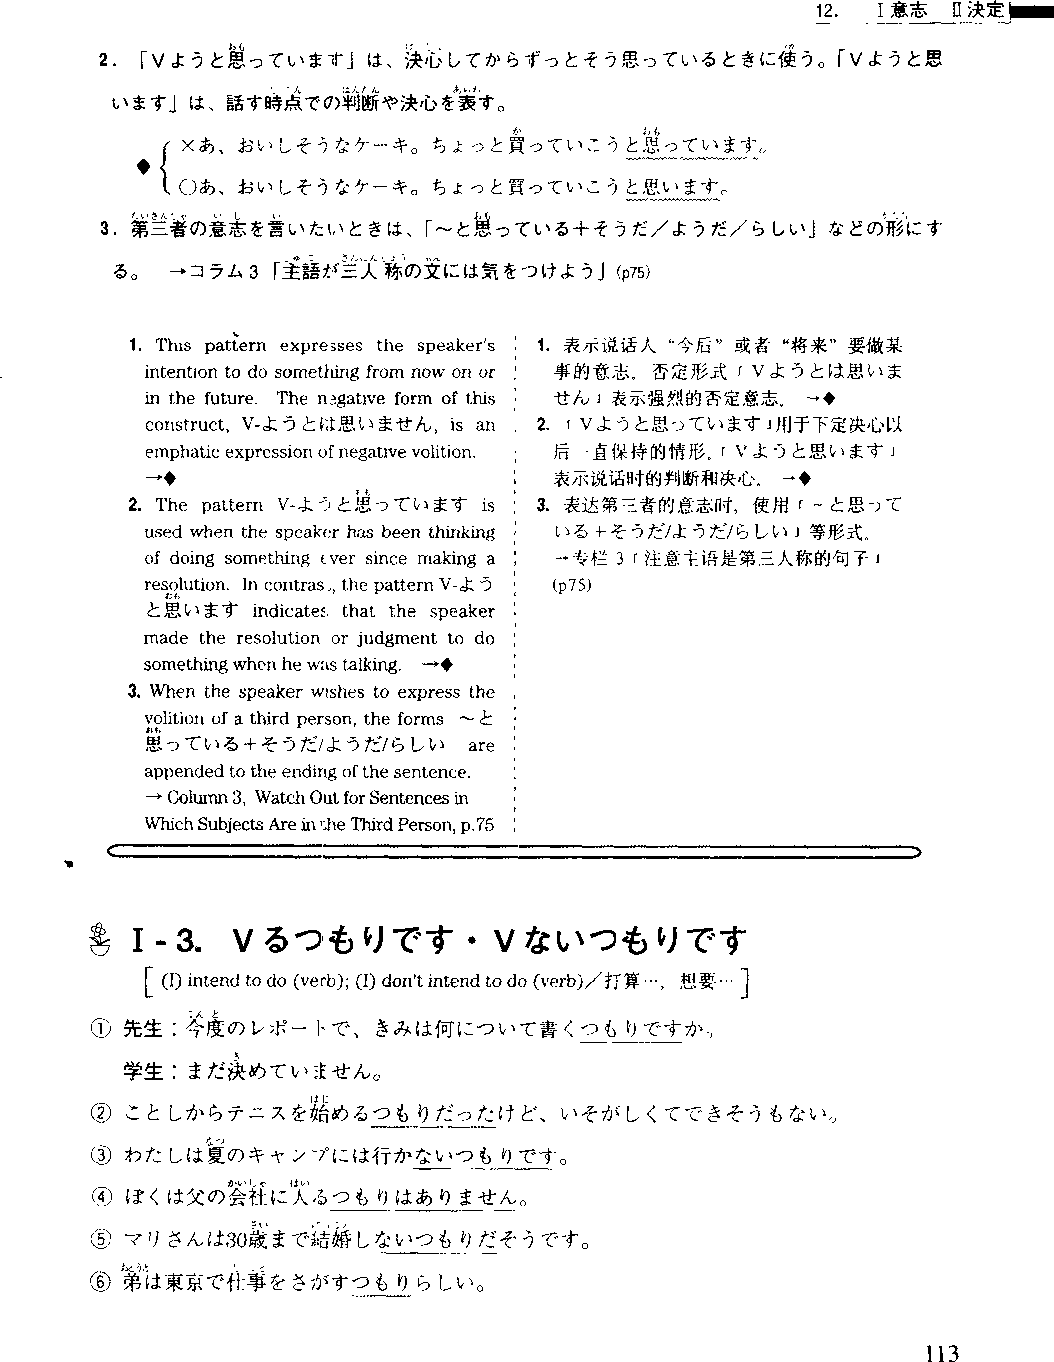 12. Ⅰ意志 Ⅱ決定
2. 「Vようと思っています」は、決心してからずっとそう思っているときに使う。「Vようと思
います」は、話す時点での判断や決心を表す。
◆ ×あ、おいしそうなケーキ。ちょっと買っていこうと思っています。
○あ、おいしそうなケーキ。ちょっと買っていこうと思います。
3. 第三者の意志を言いたいときは、「～と思っている＋そうだ／ようだ／らしい」などの形にす
る。 →コラム3「主語が三人称の文には気をつけよう」(p75)
1. This pattern expresses the speaker's
intention to do something from now on or
in the future. The negative form of this
construct, V-ようとは思いません, is an
emphatic expression of negative volition.
→◆
2. The pattern V-ようと思っています is
used when the speaker has been thinking
of doing something ever since making a
resolution. In contrast, the pattern V-よう
と思います indicates that the speaker
made the resolution or judgment to do
something when he was talking. →◆
3. When the speaker wishes to express the
volition of a third person, the forms ～と
思っている＋そうだ/ようだ/らしい are
appended to the ending of the sentence.
→ Column 3, Watch Out for Sentences in
Which Subjects Are in the Third Person, p.75
1. 表示说话人“今后”或者“将来”要做某
事的意志。否定形式「Vようとは思いま
せん」表示强烈的否定意志。 →◆
2. 「Vようと思っています」用于下定决心以
后一直保持的情形。「Vようと思います」
表示说话时的判断和决心。 →◆
3. 表达第三者的意志时，使用「～と思って
いる＋そうだ/ようだ/らしい」等形式。
→专栏3「注意主语是第三人称的句子」
(p75)
Ⅰ-3. Vるつもりです・Vないつもりです
[ (I) intend to do (verb); (I) don't intend to do (verb)／打算…，想要… ]
① 先生：今度のレポートで、きみは何について書くつもりですか。
学生：まだ決めていません。
② ことしからテニスを始めるつもりだったけど、いそがしくてできそうもない。
③ わたしは夏のキャンプには行かないつもりです。
④ ぼくは父の会社に入るつもりはありません。
⑤ マリさんは30歳まで結婚しないつもりだそうです。
⑥ 弟は東京で仕事をさがすつもりらしい。
113